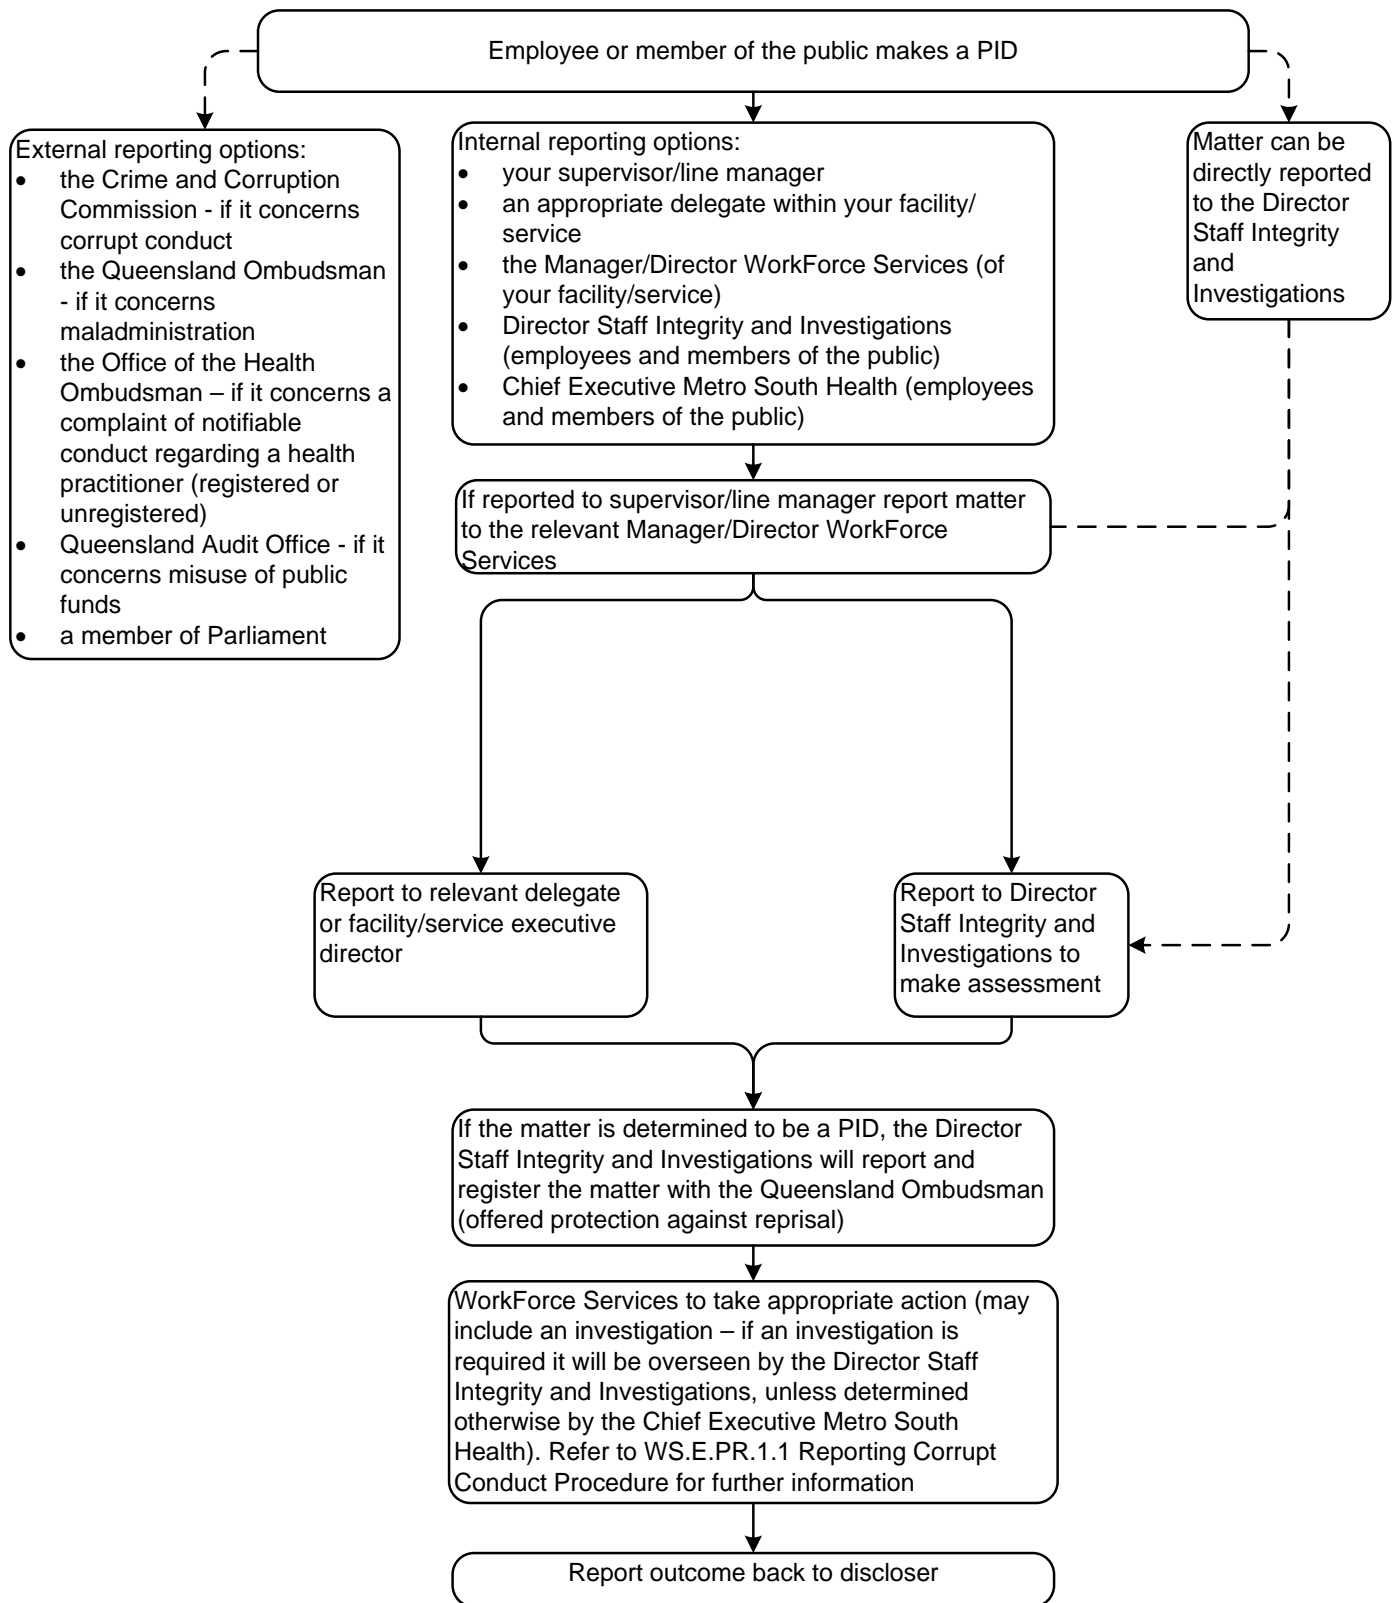 Employee or member of the public makes a PID
External reporting options:
• the Crime and Corruption
Commission - if it concerns
corrupt conduct
• the Queensland Ombudsman
- if it concerns
maladministration
• the Office of the Health
Ombudsman – if it concerns a
complaint of notifiable
conduct regarding a health
practitioner (registered or
unregistered)
• Queensland Audit Office - if it
concerns misuse of public
funds
• a member of Parliament
Internal reporting options:
• your supervisor/line manager
• an appropriate delegate within your facility/
service
• the Manager/Director WorkForce Services (of
your facility/service)
• Director Staff Integrity and Investigations
(employees and members of the public)
• Chief Executive Metro South Health (employees
and members of the public)
Matter can be
directly reported
to the Director
Staff Integrity
and
Investigations
If reported to supervisor/line manager report matter
to the relevant Manager/Director WorkForce
Services
Report to relevant delegate
or facility/service executive
director
Report to Director
Staff Integrity and
Investigations to
make assessment
If the matter is determined to be a PID, the Director
Staff Integrity and Investigations will report and
register the matter with the Queensland Ombudsman
(offered protection against reprisal)
WorkForce Services to take appropriate action (may
include an investigation – if an investigation is
required it will be overseen by the Director Staff
Integrity and Investigations, unless determined
otherwise by the Chief Executive Metro South
Health). Refer to WS.E.PR.1.1 Reporting Corrupt
Conduct Procedure for further information
Report outcome back to discloser